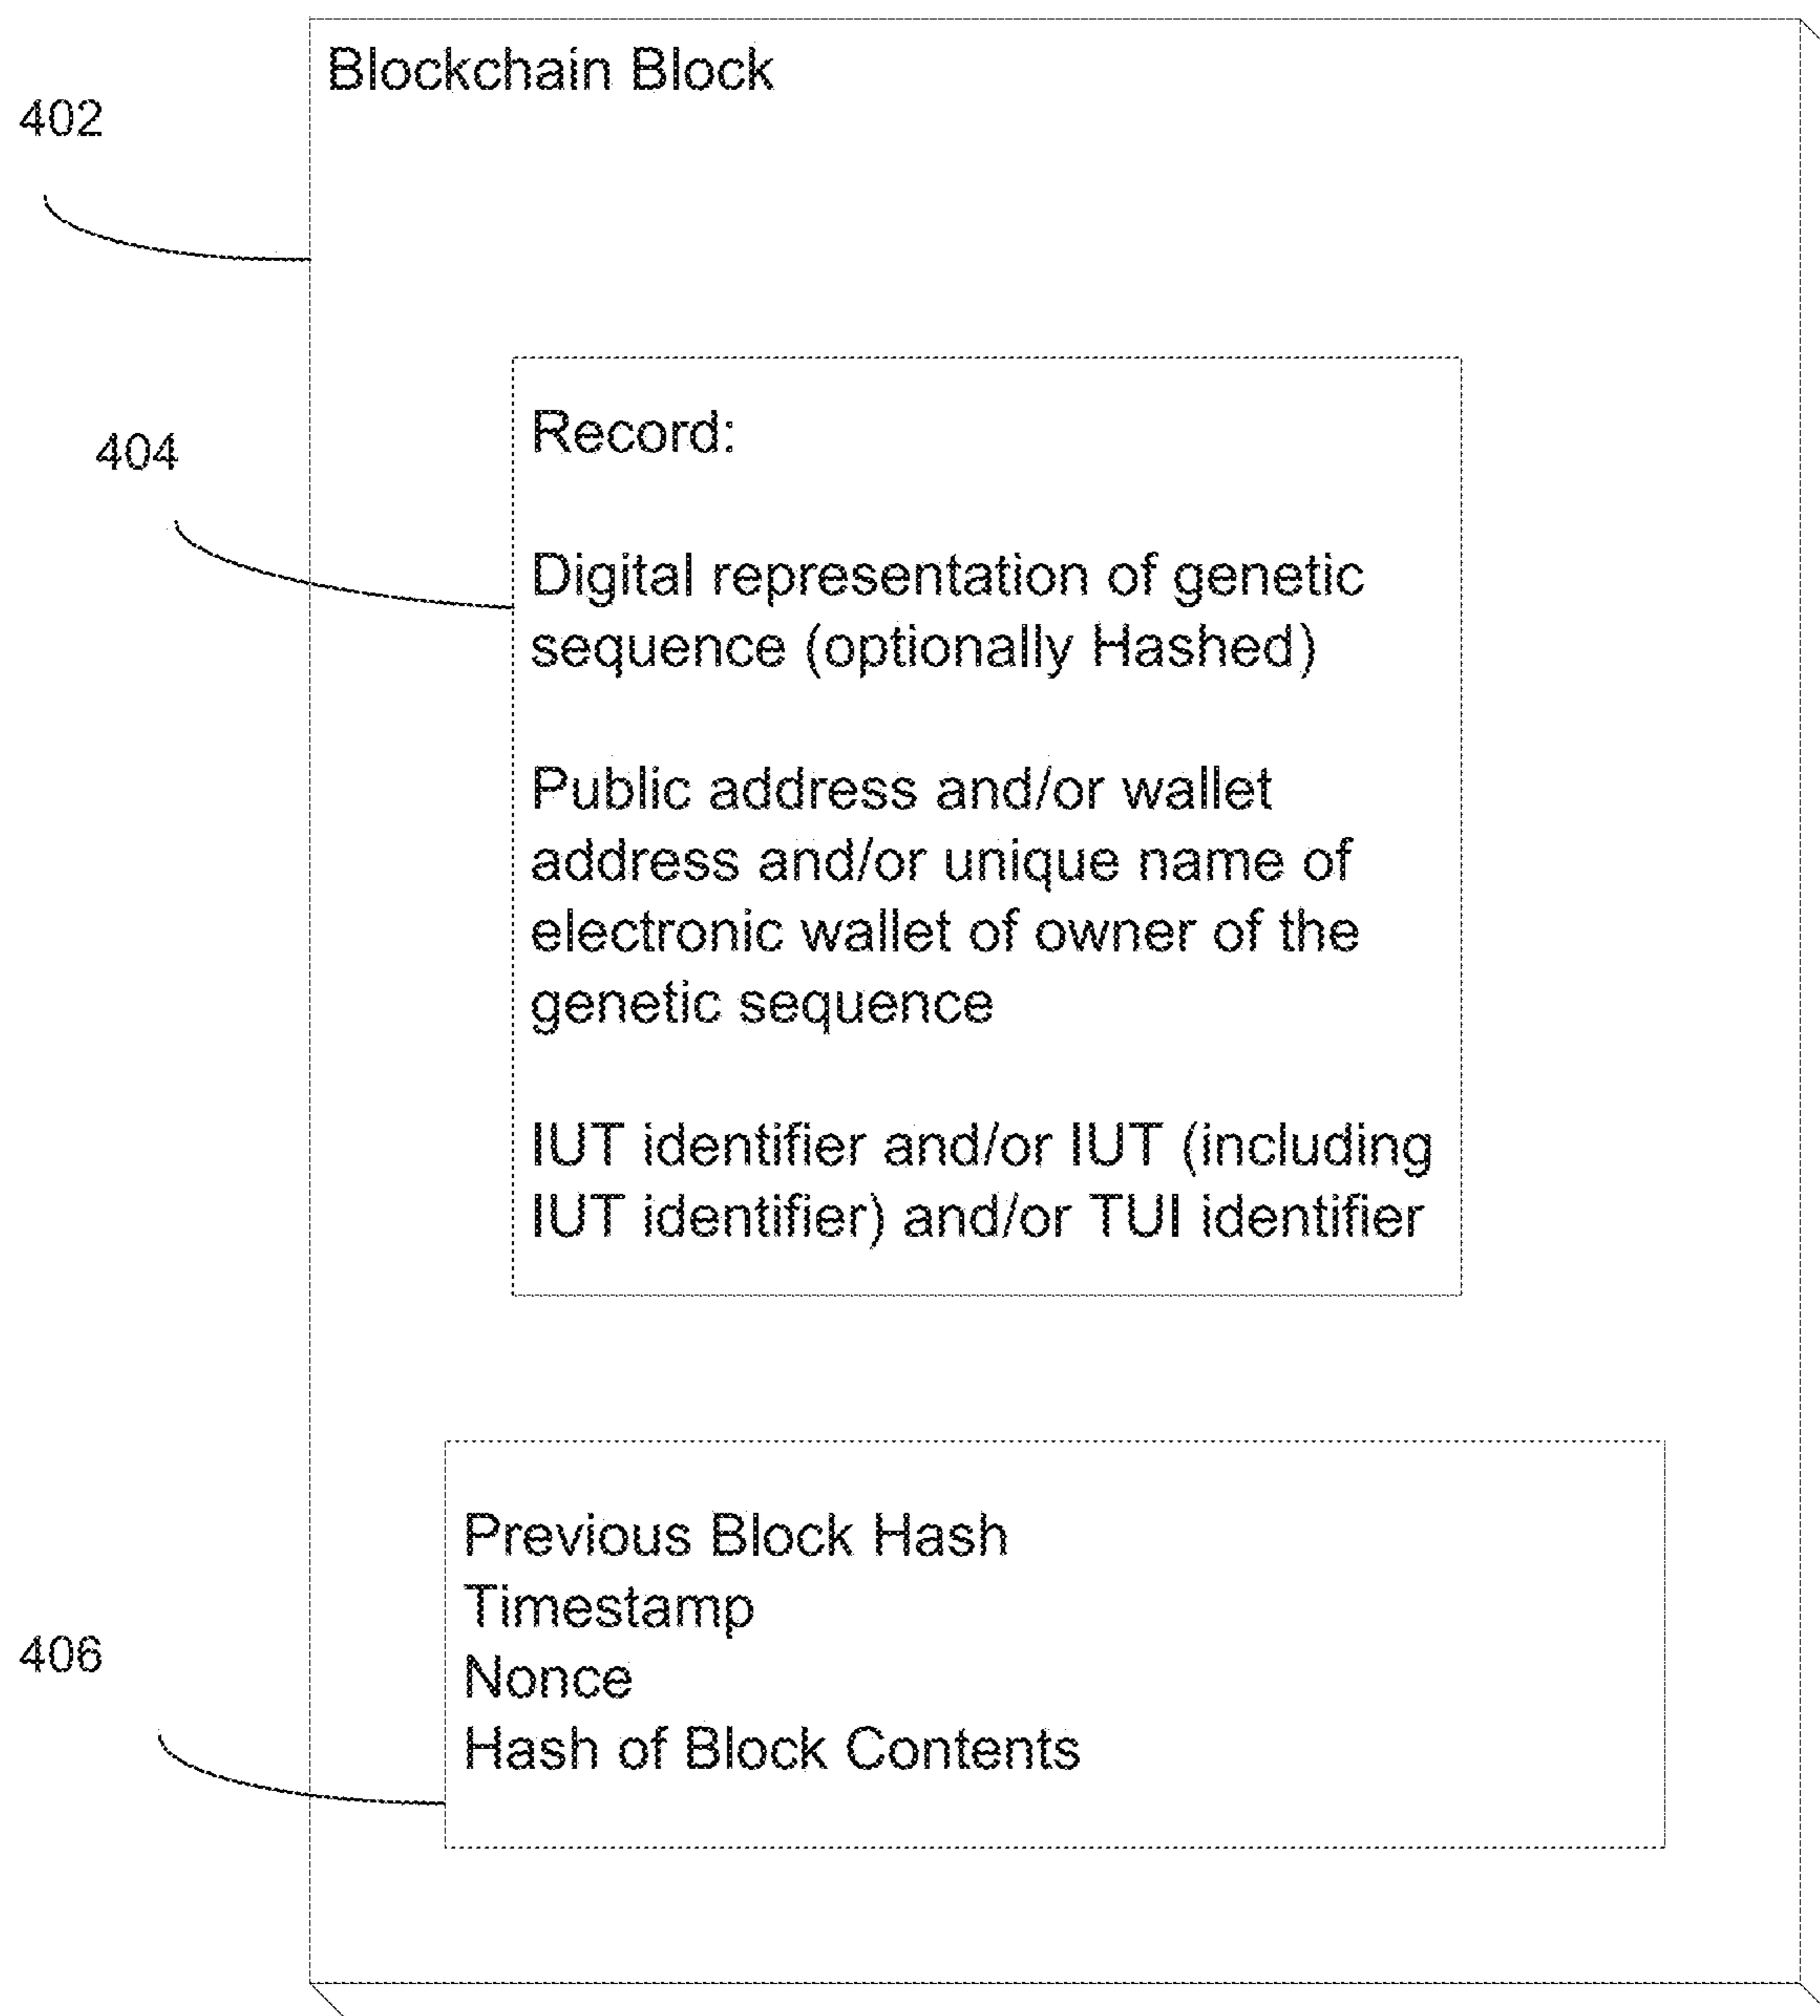 Blockchain Block
402
404
Record:
Digital representation of genetic
sequence (optionally Hashed)
Public address and/or wallet
address and/or unique name of
electronic wallet of owner of the
genetic sequence
IUT identifier and/or IUT (including
IUT identifier) and/or TUI identifier
Previous Block Hash
Timestamp
406
Nonce
Hash of Block Contents